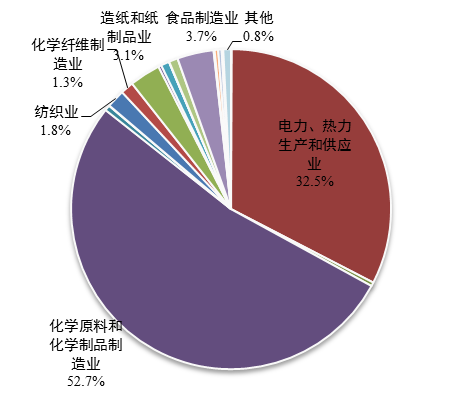 造纸和纸
制品业
3.1%
食品制造业
3.7%
其他
0.8%
化学纤维制
造业
1.3%
纺织业
1.8%
电力、热力
生产和供应
业
32.5%
化学原料和
化学制品制
造业
52.7%